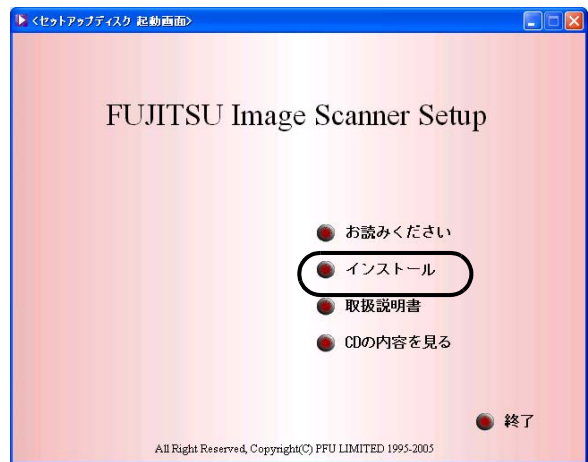 <セットアップディスク 起動画面>
FUJITSU Image Scanner Setup
お読みください
インストール
取扱説明書
CDの内容を見る
終了
All Right Reserved, Copyright(C) PFU LIMITED 1995-2005